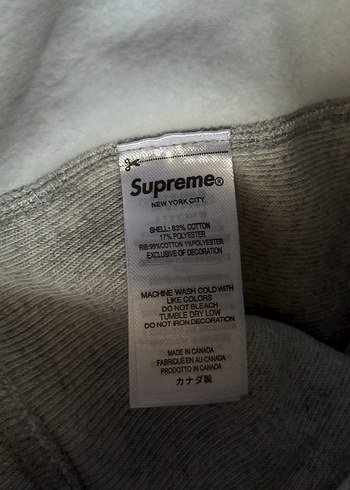 Supreme®
NEW YORK CITY
SHELL: 83% COTTON
17% POLYESTER
RIB:99%COTTON 1%POLYESTER
EXCLUSIVE OF DECORATION
MACHINE WASH COLD WITH
LIKE COLORS
DO NOT BLEACH
TUMBLE DRY LOW
DO NOT IRON DECORATION
MADE IN CANADA
FABRIQUÉ EN AU CANADA
PRODOTTO IN CANADA
カナダ製